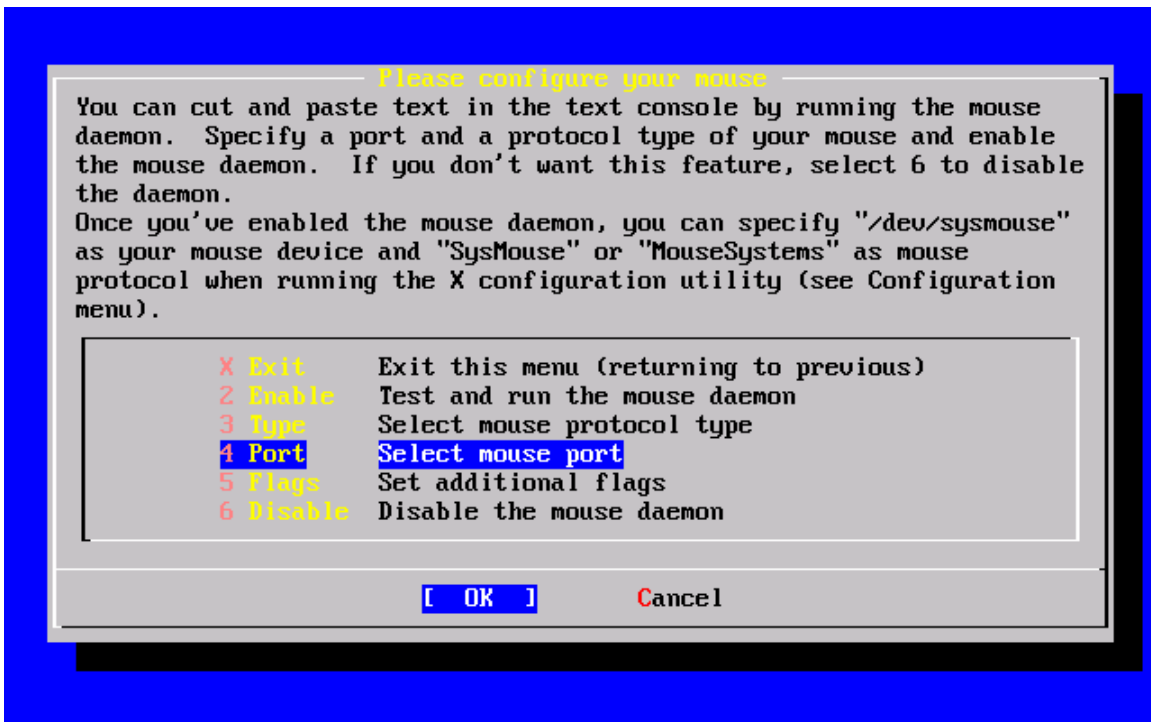 Please configure your mouse
You can cut and paste text in the text console by running the mouse
daemon.  Specify a port and a protocol type of your mouse and enable
the mouse daemon.  If you don't want this feature, select 6 to disable
the daemon.
Once you've enabled the mouse daemon, you can specify "/dev/sysmouse"
as your mouse device and "SysMouse" or "MouseSystems" as mouse
protocol when running the X configuration utility (see Configuration
menu).
X Exit Exit this menu (returning to previous)
2 Enable Test and run the mouse daemon
3 Type Select mouse protocol type
4 Port Select mouse port
5 Flags Set additional flags
6 Disable Disable the mouse daemon
[ OK ] Cancel